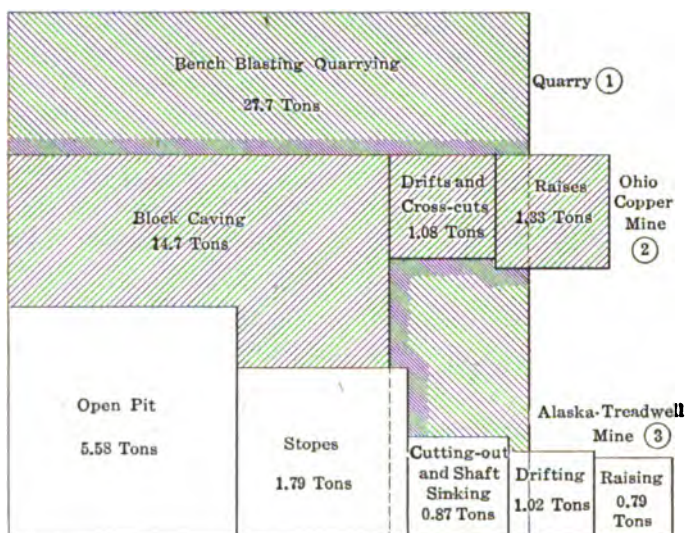 Bench Blasting Quarrying
27.7 Tons
Quarry 1
Block Caving
14.7 Tons
Drifts and
Cross-cuts
1.08 Tons
Raises
1.33 Tons
Ohio
Copper
Mine
2
Open Pit
5.58 Tons
Stopes
1.79 Tons
Cutting-out
and Shaft
Sinking
0.87 Tons
Alaska-Treadwell
Mine 3
Drifting
1.02 Tons
Raising
0.79
Tons